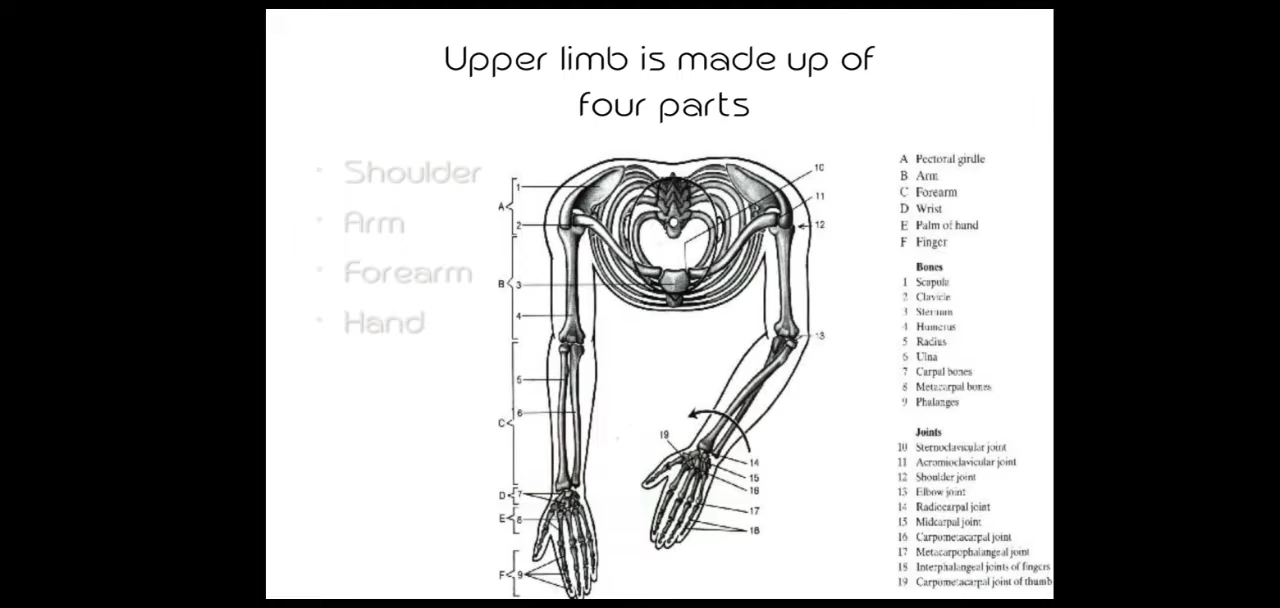 Upper limb is made up of
four parts
· Shoulder
· Arm
· Forearm
· Hand
A
B
C
D
E
F
1
2
3
4
5
6
7
8
9
10
11
12
13
19
14
15
16
17
18
A Pectoral girdle
B Arm
C Forearm
D Wrist
E Palm of hand
F Finger
Bones
1 Scapula
2 Clavicle
3 Sternum
4 Humerus
5 Radius
6 Ulna
7 Carpal bones
8 Metacarpal bones
9 Phalanges
Joints
10 Sternoclavicular joint
11 Acromioclavicular joint
12 Shoulder joint
13 Elbow joint
14 Radiocarpal joint
15 Midcarpal joint
16 Carpometacarpal joint
17 Metacarpophalangeal joint
18 Interphalangeal joints of fingers
19 Carpometacarpal joint of thumb